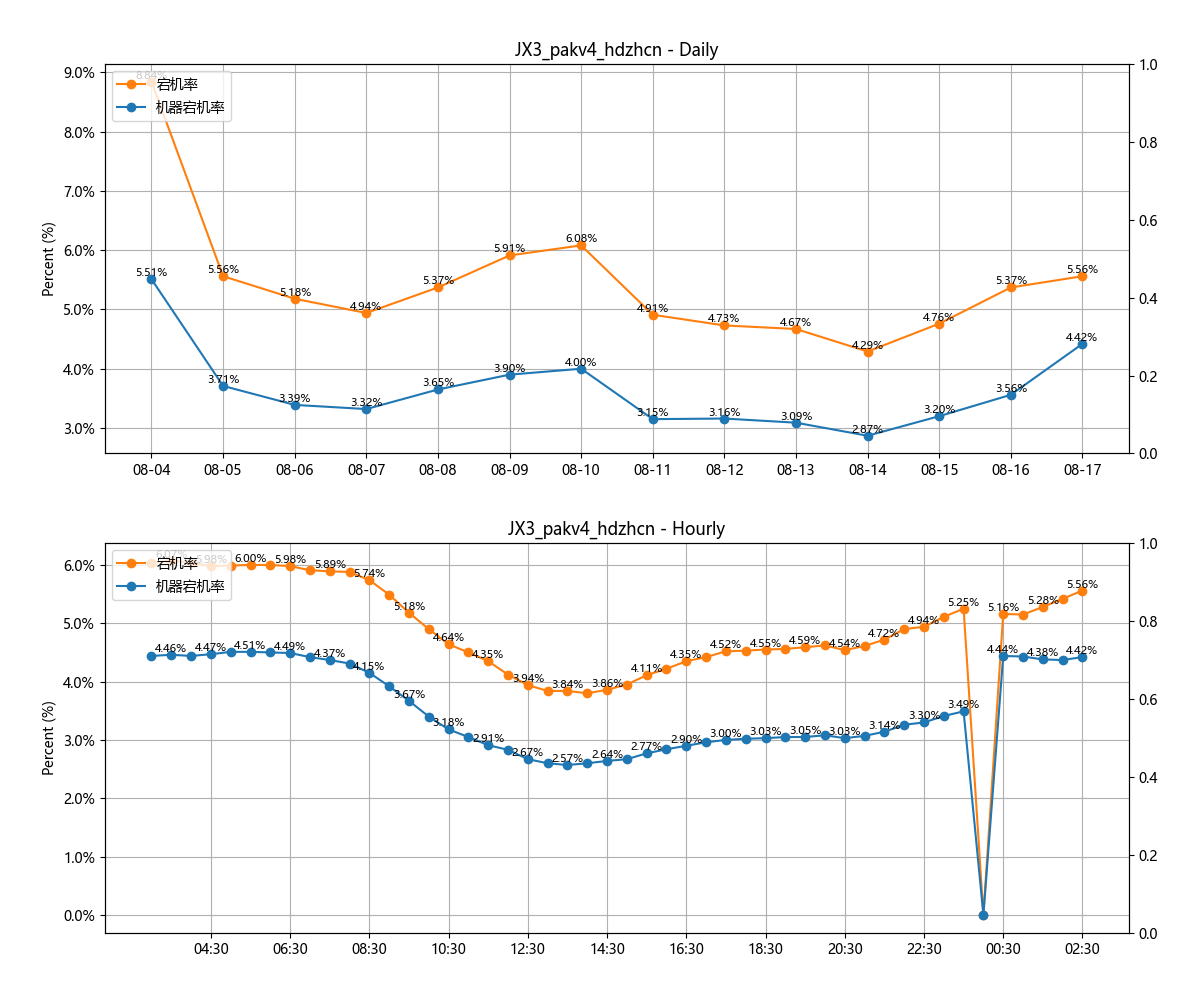 JX3_pakv4_hdzhcn - Daily
8.84%
宕机率
机器宕机率
9.0%
8.0%
7.0%
6.0%
5.0%
4.0%
3.0%
Percent (%)
1.0
0.8
0.6
0.4
0.2
0.0
5.56% 5.18% 4.94% 5.37% 5.91% 6.08% 4.91% 4.73% 4.67% 4.29% 4.76% 5.37% 5.56%
5.51% 3.71% 3.39% 3.32% 3.65% 3.90% 4.00% 3.15% 3.16% 3.09% 2.87% 3.20% 3.56% 4.42%
08-04 08-05 08-06 08-07 08-08 08-09 08-10 08-11 08-12 08-13 08-14 08-15 08-16 08-17
JX3_pakv4_hdzhcn - Hourly
宕机率
机器宕机率
6.0%
5.0%
4.0%
3.0%
2.0%
1.0%
0.0%
Percent (%)
1.0
0.8
0.6
0.4
0.2
0.0
6.07% 5.98% 6.00% 5.98% 5.89% 5.74% 5.18% 4.64% 4.35% 3.94% 3.84% 3.86% 4.11% 4.35% 4.52% 4.55% 4.59% 4.54% 4.72% 4.94% 5.25% 5.16% 5.28% 5.56%
4.46% 4.47% 4.51% 4.49% 4.37% 4.15% 3.67% 3.18% 2.91% 2.67% 2.57% 2.64% 2.77% 2.90% 3.00% 3.03% 3.05% 3.03% 3.14% 3.30% 3.49% 4.44% 4.38% 4.42%
04:30 06:30 08:30 10:30 12:30 14:30 16:30 18:30 20:30 22:30 00:30 02:30